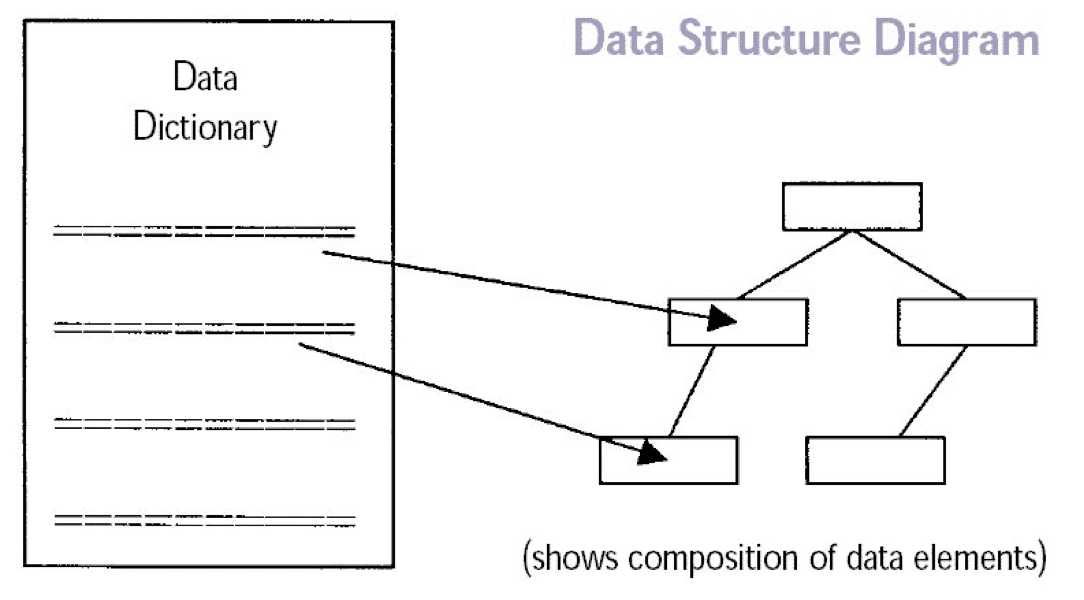 Data Structure Diagram
Data
Dictionary
(shows composition of data elements)